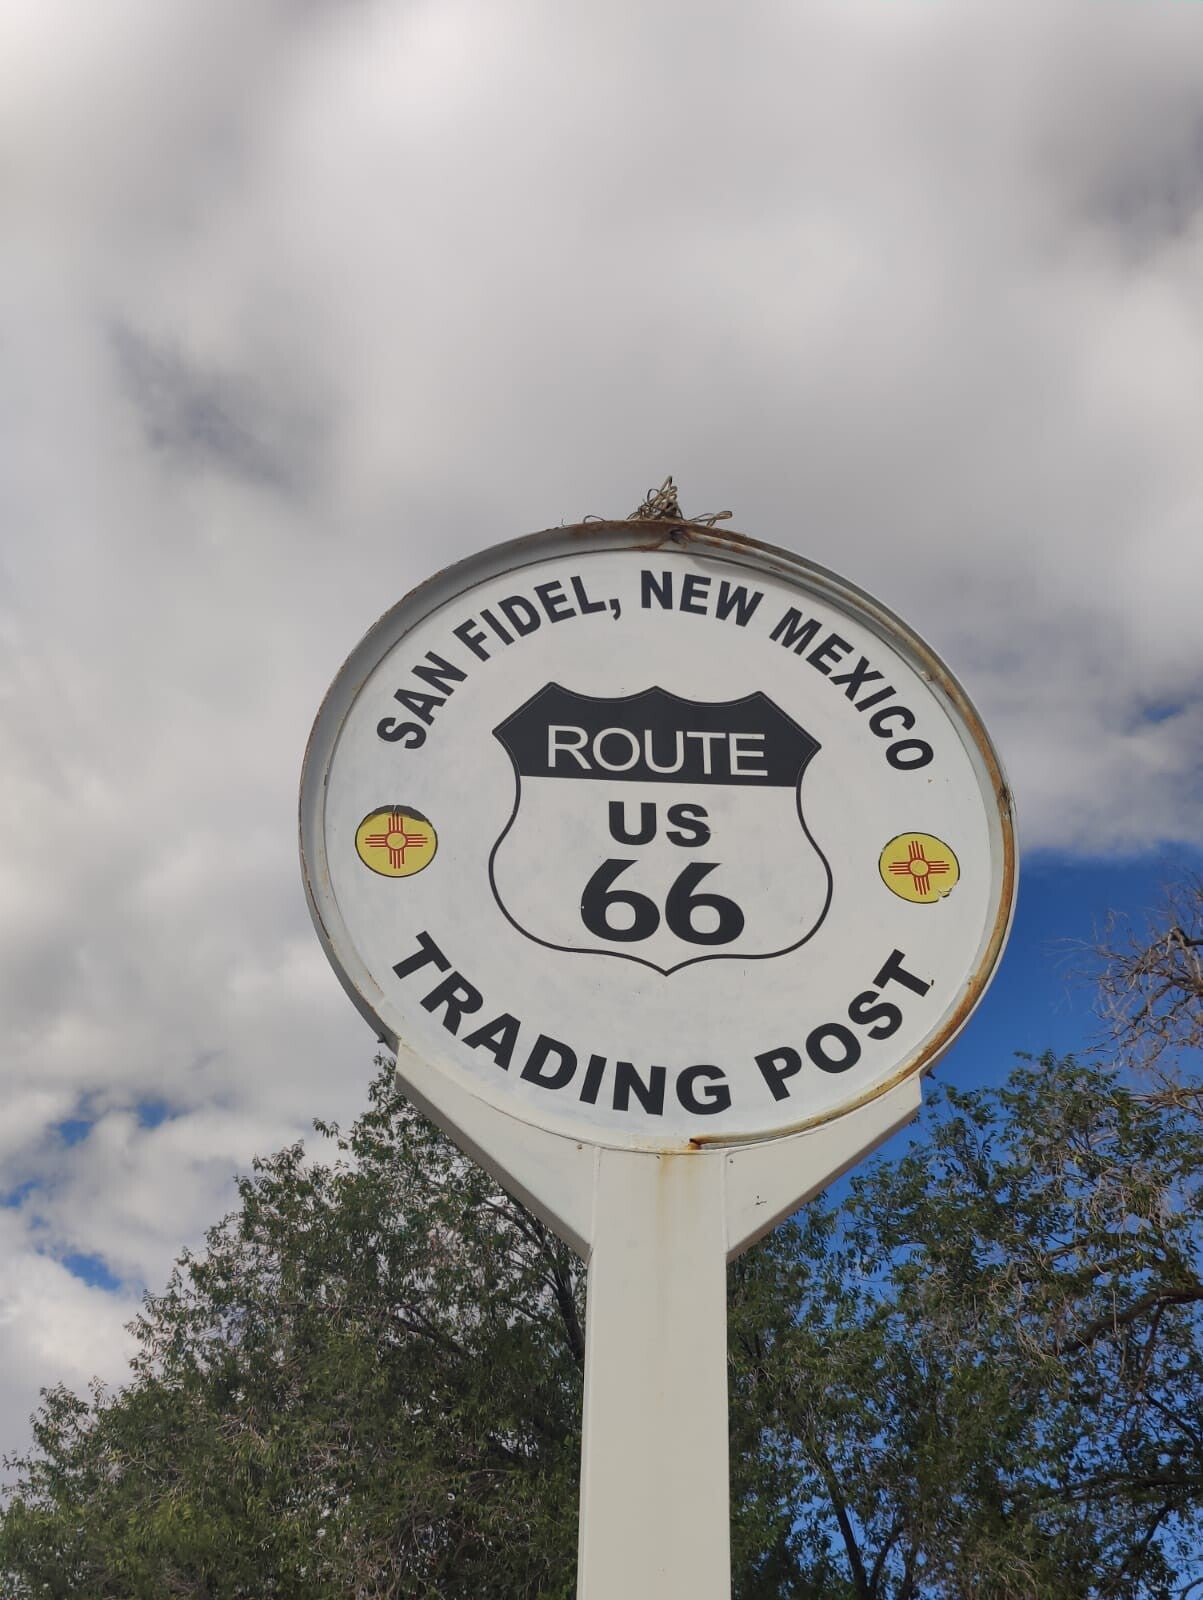 SAN FIDEL, NEW MEXICO
ROUTE
US
66
TRADING POST